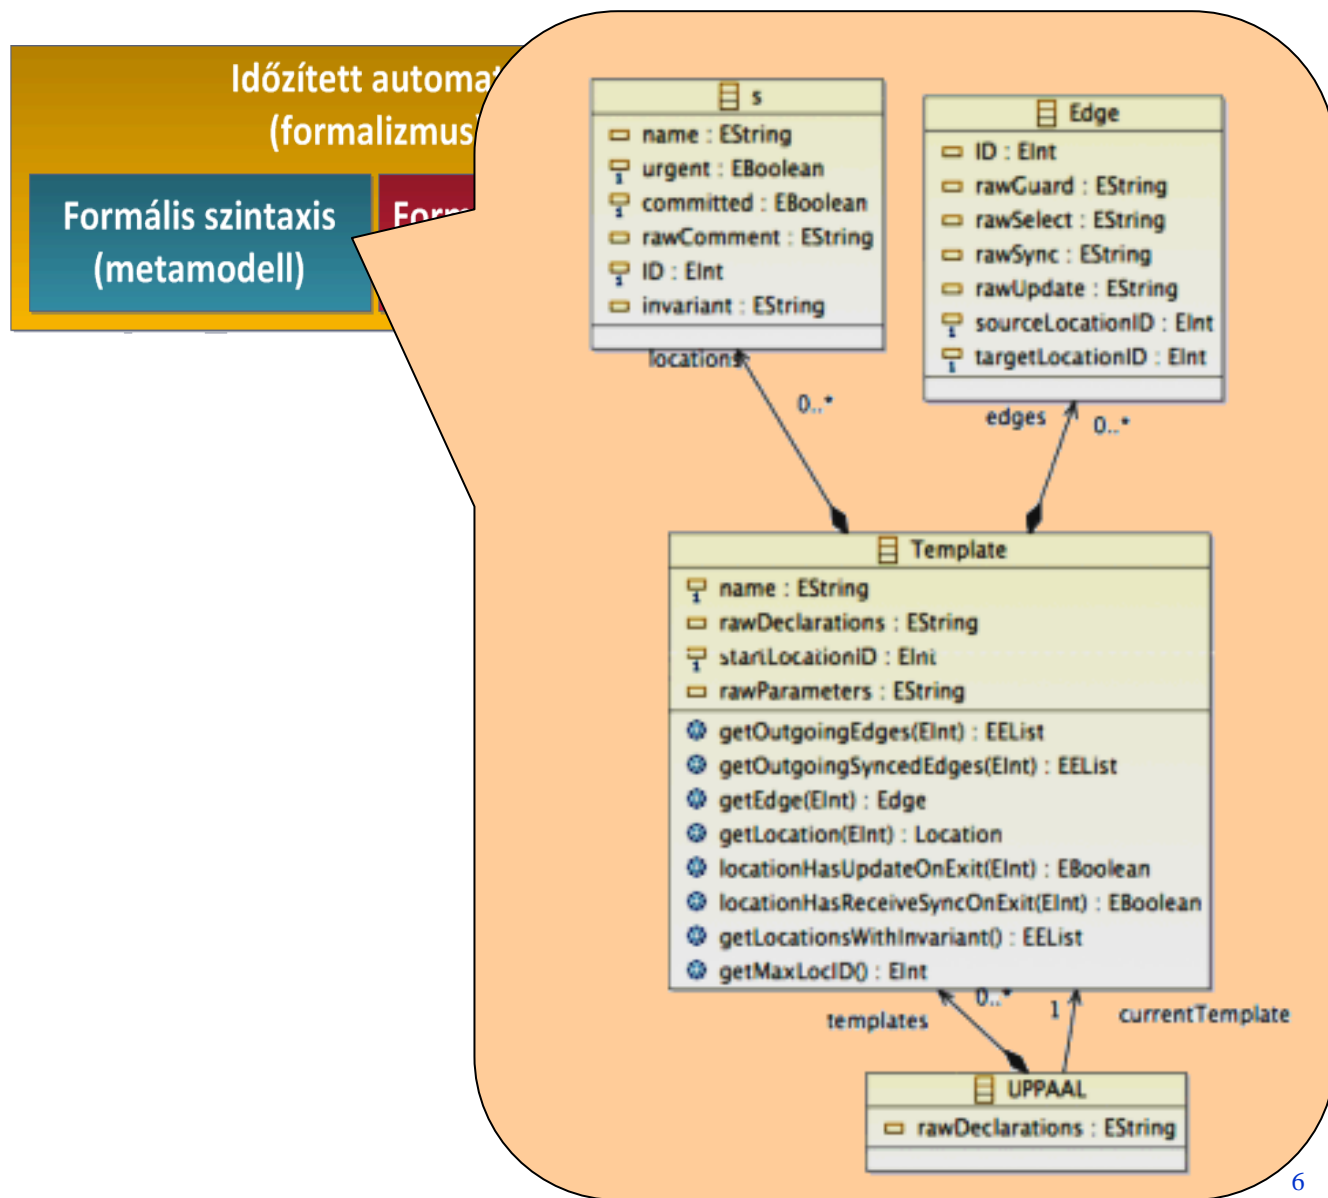 Időzített automat
(formalizmus)
Formális szintaxis
(metamodell)
Form
s
name : EString
urgent : EBoolean
committed : EBoolean
rawComment : EString
ID : EInt
invariant : EString
Edge
ID : EInt
rawGuard : EString
rawSelect : EString
rawSync : EString
rawUpdate : EString
sourceLocationID : EInt
targetLocationID : EInt
locations
0..*
edges
0..*
Template
name : EString
rawDeclarations : EString
startLocationID : EInt
rawParameters : EString
getOutgoingEdges(EInt) : EEList
getOutgoingSyncedEdges(EInt) : EEList
getEdge(EInt) : Edge
getLocation(EInt) : Location
locationHasUpdateOnExit(EInt) : EBoolean
locationHasReceiveSyncOnExit(EInt) : EBoolean
getLocationsWithInvariant() : EEList
getMaxLocID() : EInt
templates
0..*
1
currentTemplate
UPPAAL
rawDeclarations : EString
6